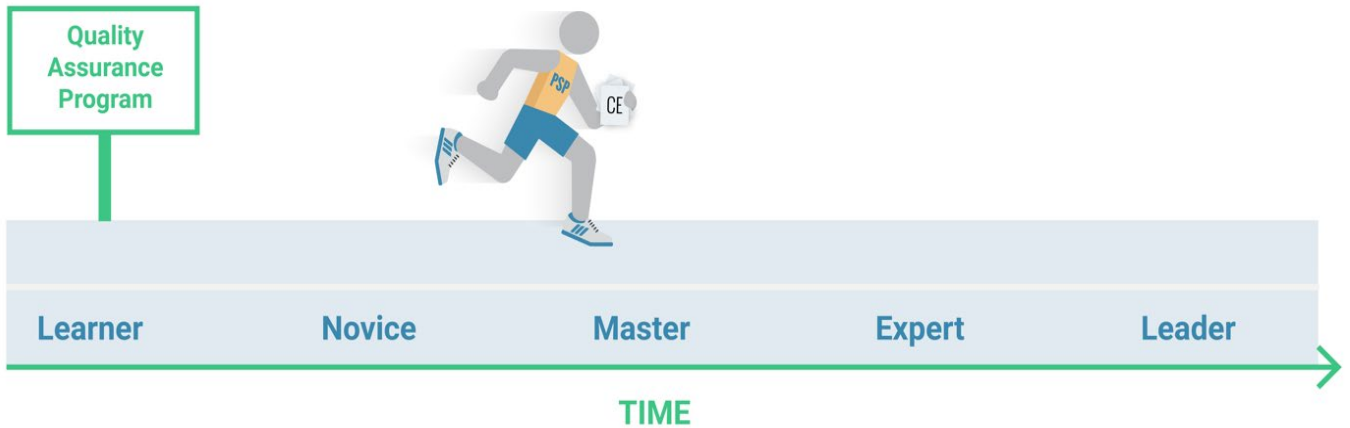 Quality
Assurance
Program
PSP
CE
Learner Novice Master Expert Leader
TIME